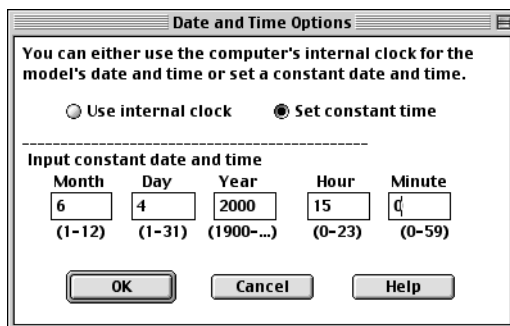 Date and Time Options
You can either use the computer's internal clock for the
model's date and time or set a constant date and time.
Use internal clock Set constant time
Input constant date and time
Month Day Year Hour Minute
6 4 2000 15 0
(1-12) (1-31) (1900-...) (0-23) (0-59)
OK Cancel Help